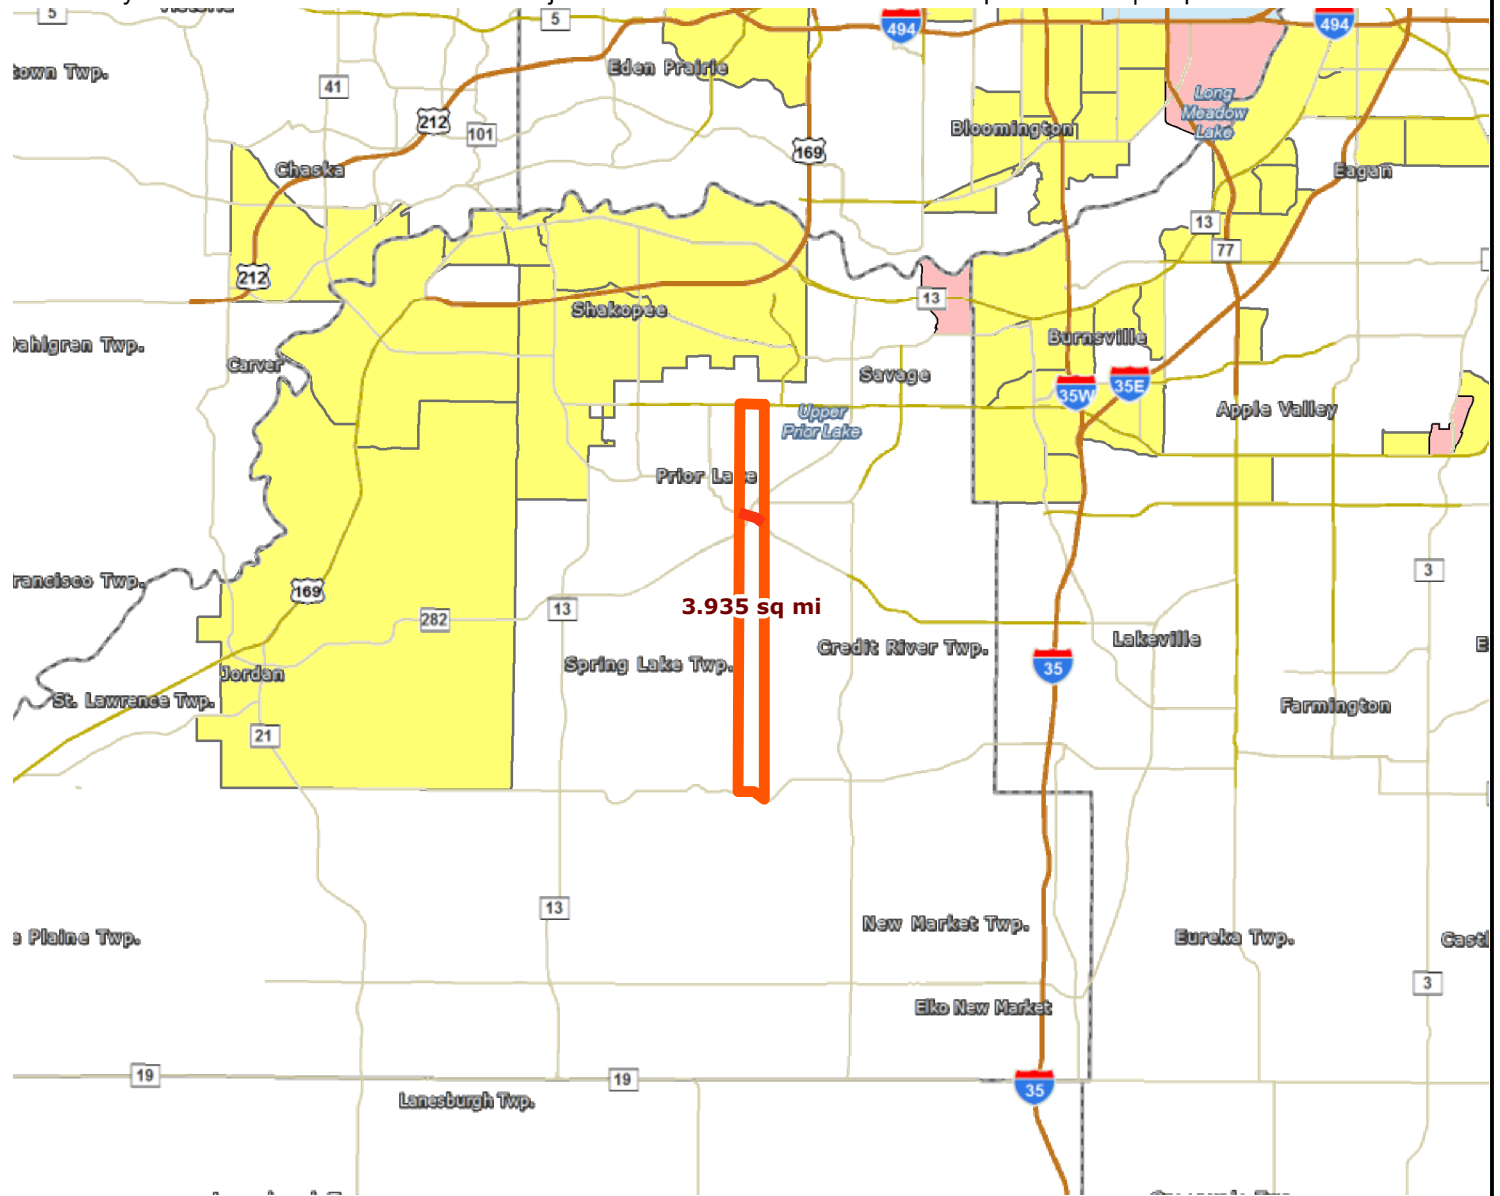 5
5
494
494
town Twp.
Eden Prairie
41
212
101
Long
Meadow
Lake
Bloomington
169
Chaska
Eagan
13
77
212
13
Shakopee
Dahlgren Twp.
Burnsville
Carver
Savage
35W
35E
Upper
Prior Lake
Apple Valley
Prior Lake
rancisco Twp.
3
169
3.935 sq mi
13
282
Credit River Twp.
Lakeville
Spring Lake Twp.
35
Jordan
St. Lawrence Twp.
Farmington
21
13
New Market Twp.
e Plaine Twp.
Eureka Twp.
Castl
3
Elko New Market
19
19
35
Lanesburgh Twp.